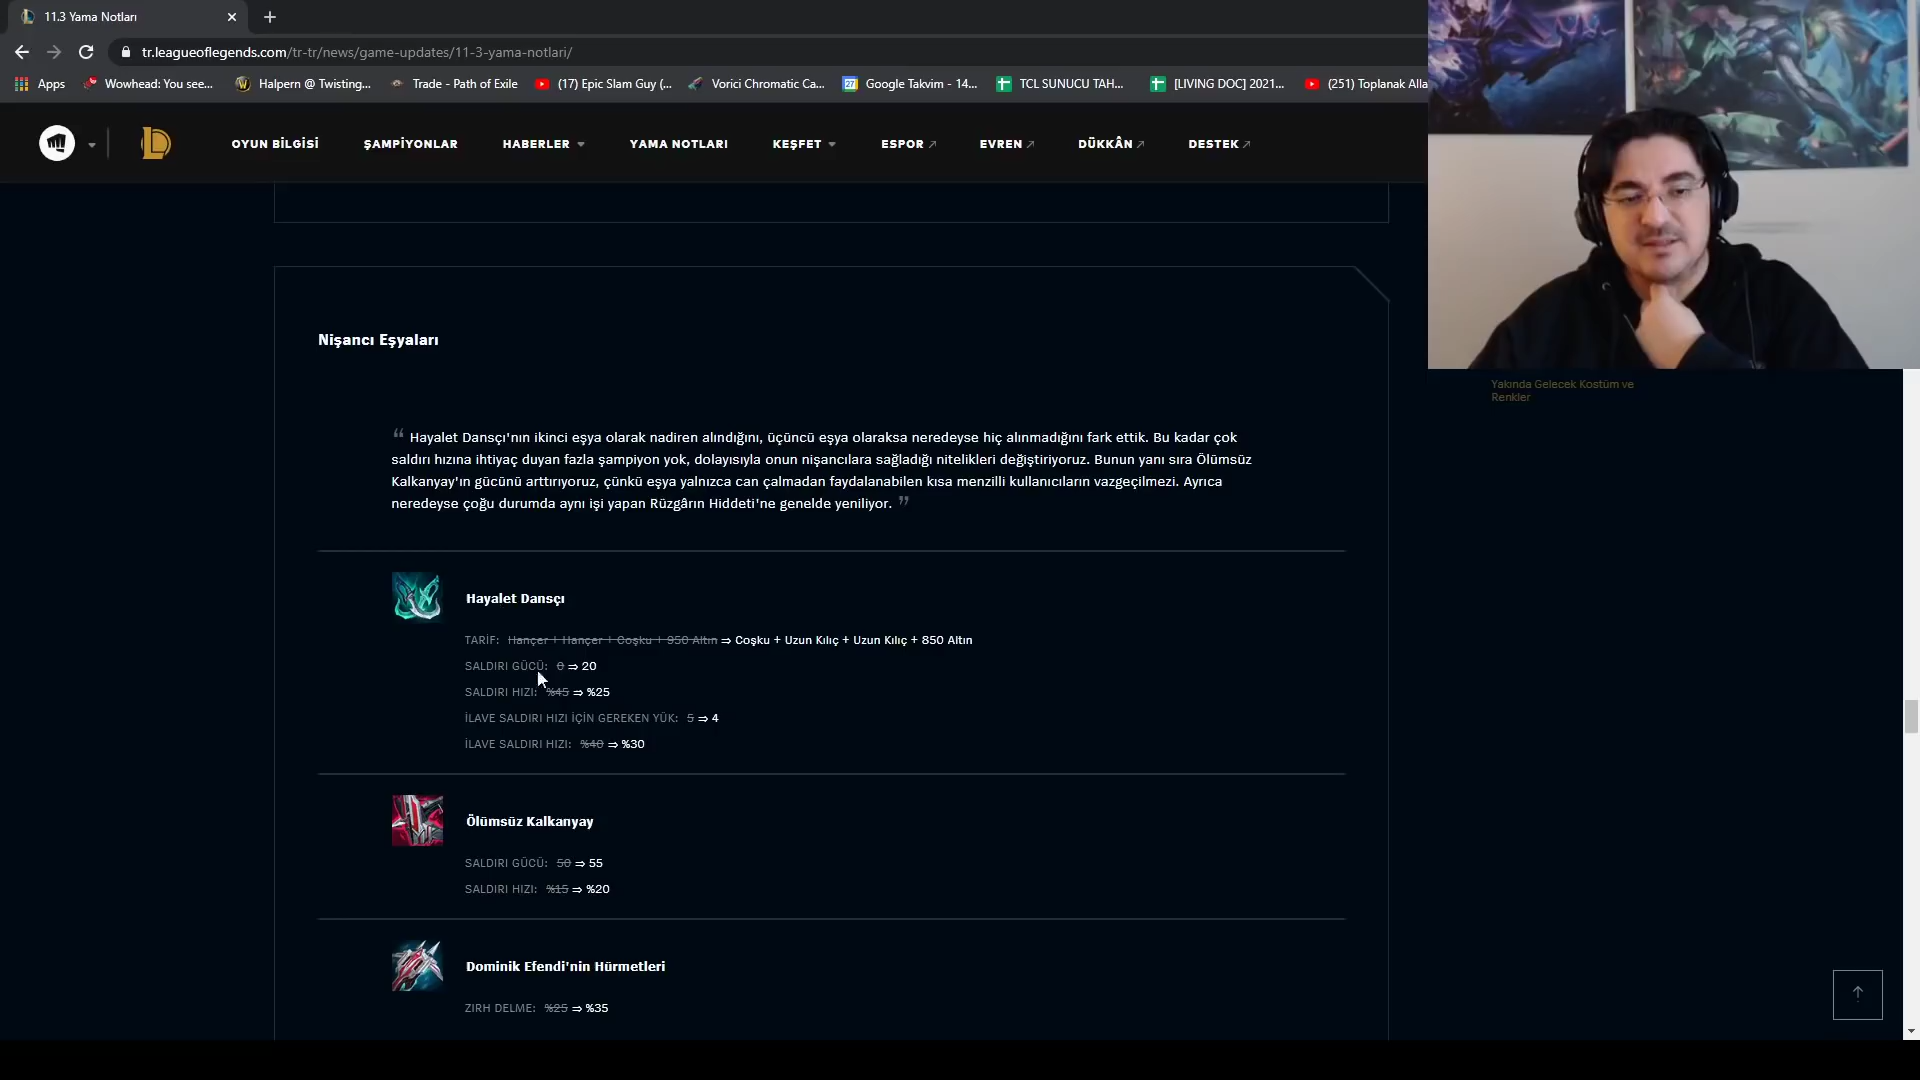 11.3 Yama Notları
tr.leagueoflegends.com/tr-tr/news/game-updates/11-3-yama-notlari/
Apps
Wowhead: You see...
Halpern @ Twisting...
Trade - Path of Exile
(17) Epic Slam Guy (...
Vorici Chromatic Ca...
27
Google Takvim - 14...
TCL SUNUCU TAH...
[LIVING DOC] 2021...
(251) Toplanak Alla
OYUN BİLGİSİ
ŞAMPİYONLAR
HABERLER
YAMA NOTLARI
KEŞFET
ESPOR
EVREN
DÜKKÂN
DESTEK
Yakında Gelecek Kostüm ve
Renkler
Nişancı Eşyaları
“ Hayalet Dansçı'nın ikinci eşya olarak nadiren alındığını, üçüncü eşya olaraksa neredeyse hiç alınmadığını fark ettik. Bu kadar çok
saldırı hızına ihtiyaç duyan fazla şampiyon yok, dolayısıyla onun nişancılara sağladığı nitelikleri değiştiriyoruz. Bunun yanı sıra Ölümsüz
Kalkanyay'ın gücünü arttırıyoruz, çünkü eşya yalnızca can çalmadan faydalanabilen kısa menzilli kullanıcıların vazgeçilmezi. Ayrıca
neredeyse çoğu durumda aynı işi yapan Rüzgârın Hiddeti'ne genelde yeniliyor. ”
Hayalet Dansçı
TARİF: Hançer + Hançer + Coşku + 950 Altın ⇒ Coşku + Uzun Kılıç + Uzun Kılıç + 850 Altın
SALDIRI GÜCÜ: 0 ⇒ 20
SALDIRI HIZI: %45 ⇒ %25
İLAVE SALDIRI HIZI İÇİN GEREKEN YÜK: 5 ⇒ 4
İLAVE SALDIRI HIZI: %40 ⇒ %30
Ölümsüz Kalkanyay
SALDIRI GÜCÜ: 50 ⇒ 55
SALDIRI HIZI: %15 ⇒ %20
Dominik Efendi'nin Hürmetleri
ZIRH DELME: %25 ⇒ %35